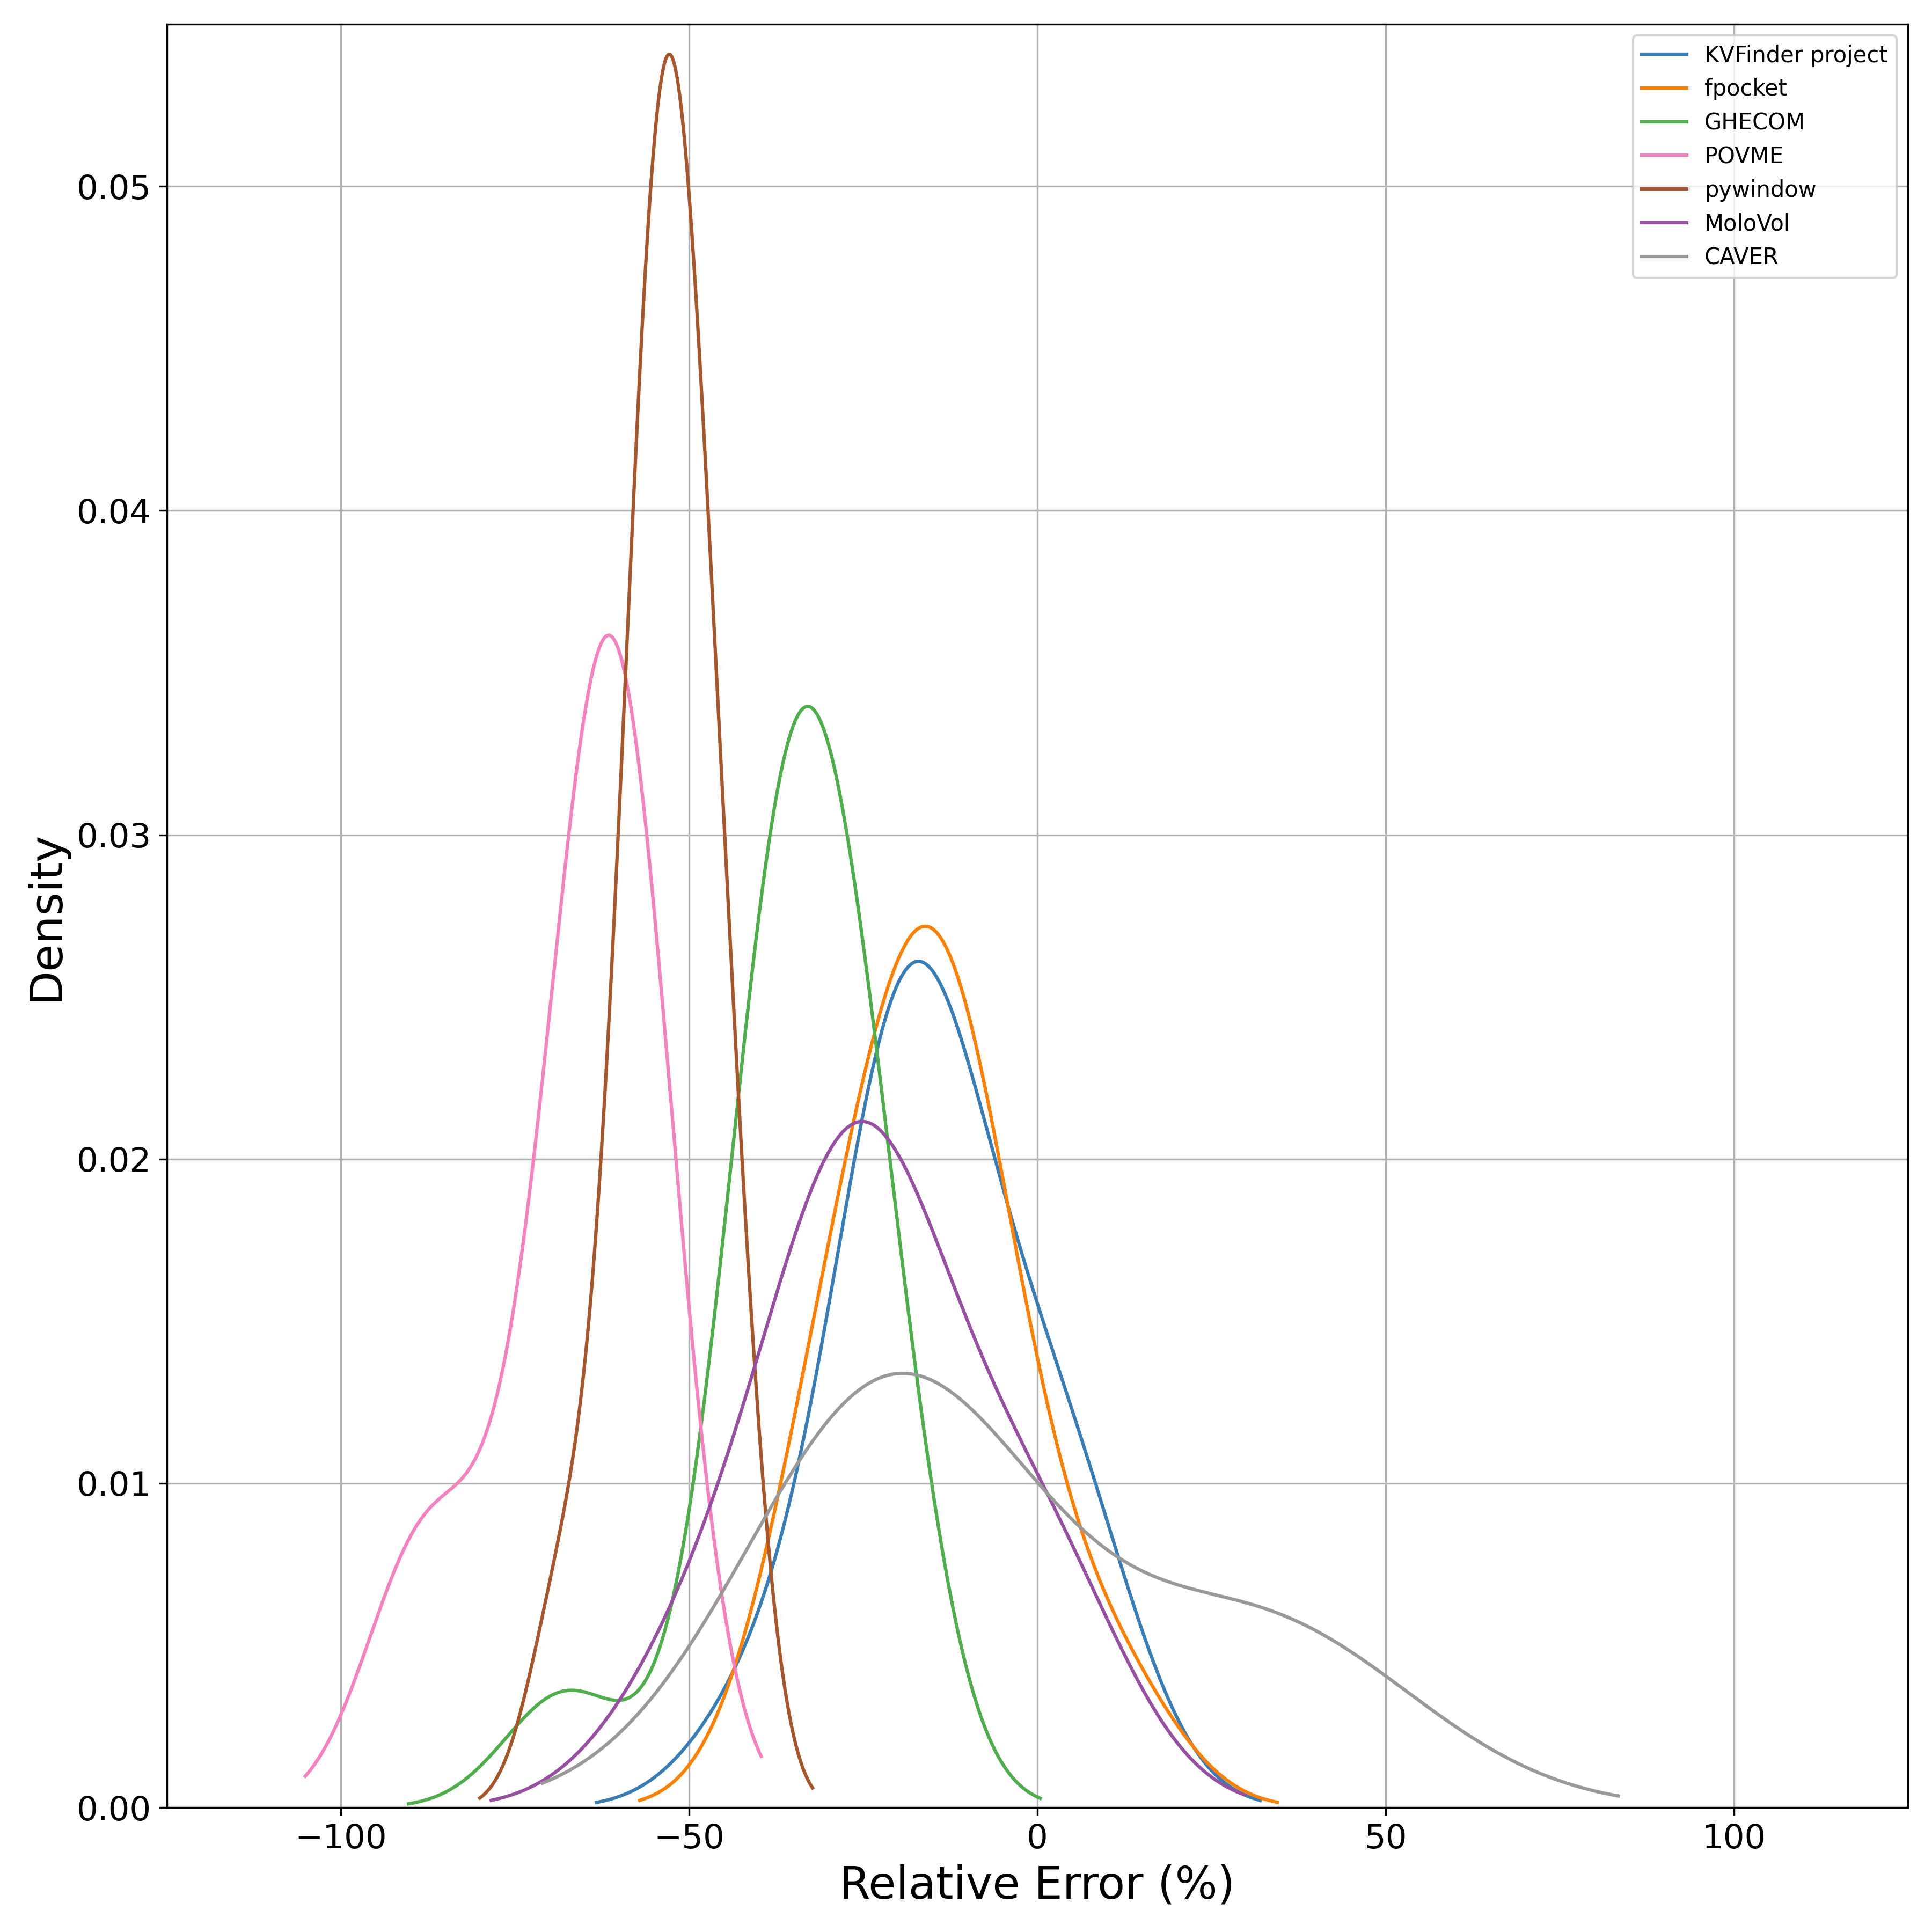 KVFinder project
fpocket
GHECOM
POVME
pywindow
MoloVol
CAVER
0.05
0.04
0.03
0.02
0.01
0.00
Density
−100
−50
0
50
100
Relative Error (%)